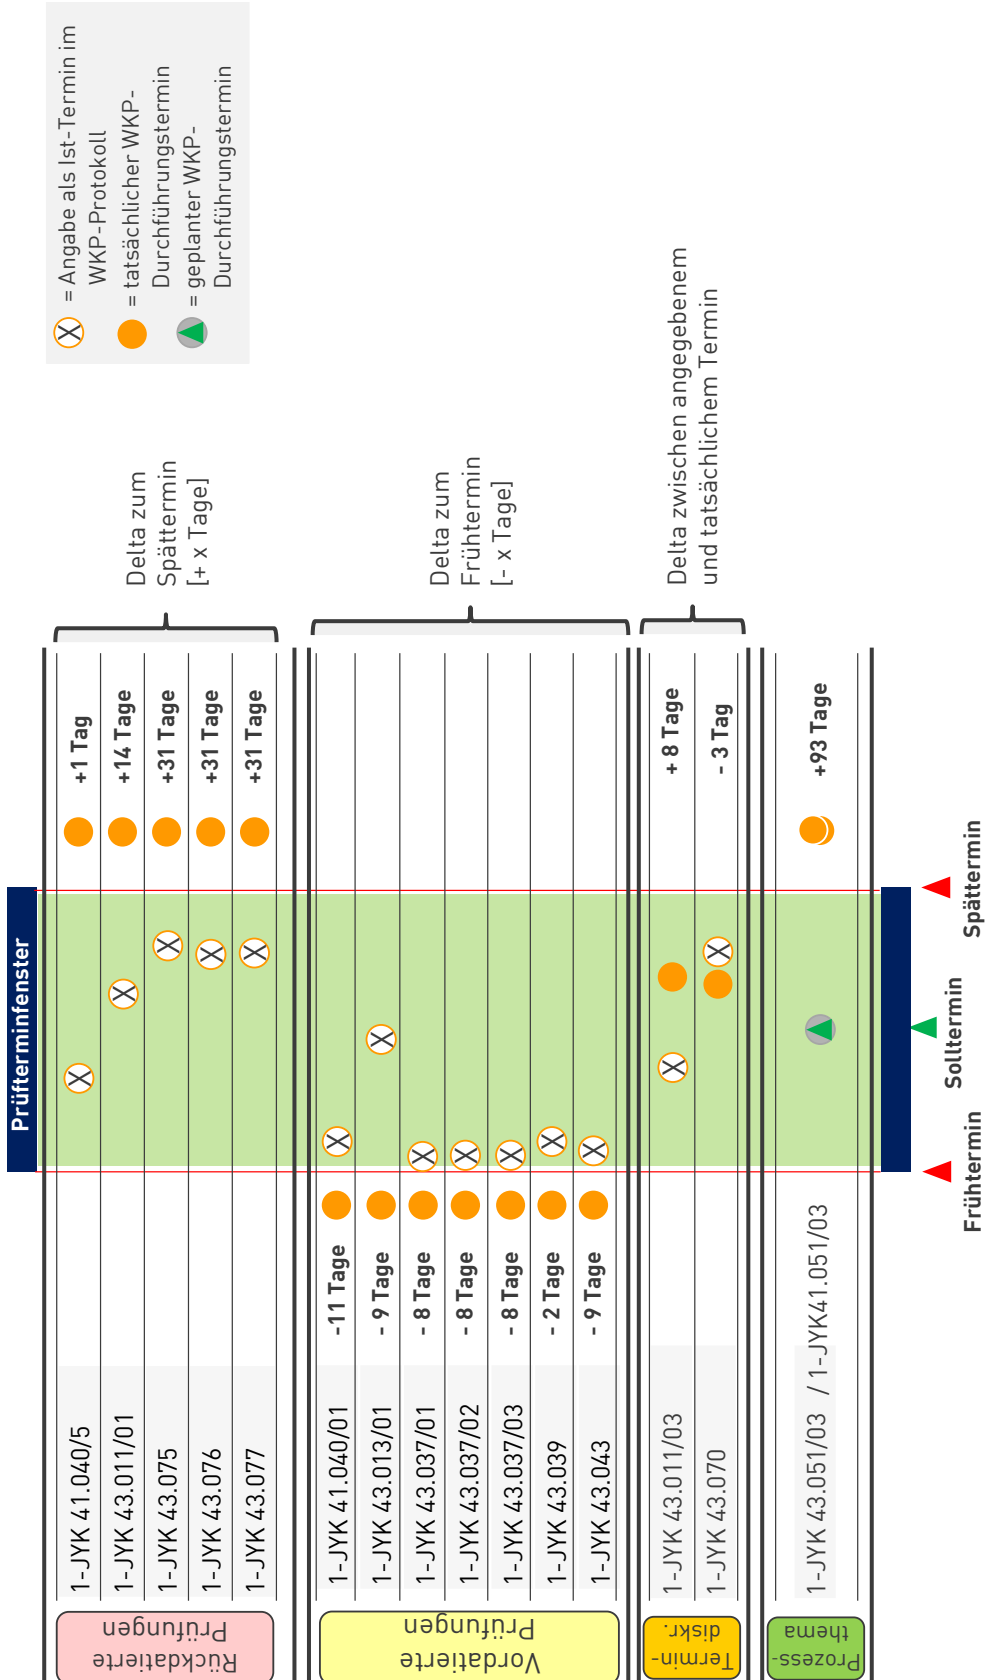 Prüfterminfenster
= Angabe als Ist-Termin im
WKP-Protokoll
= tatsächlicher WKP-
Durchführungstermin
= geplanter WKP-
Durchführungstermin
Rückdatierte
Prüfungen
1-JYK 41.040/5
+1 Tag
1-JYK 43.011/01
+14 Tage
1-JYK 43.075
+31 Tage
1-JYK 43.076
+31 Tage
1-JYK 43.077
+31 Tage
Delta zum
Spättermin
[+ x Tage]
Vordatierte
Prüfungen
1-JYK 41.040/01
-11 Tage
1-JYK 43.013/01
- 9 Tage
1-JYK 43.037/01
- 8 Tage
1-JYK 43.037/02
- 8 Tage
1-JYK 43.037/03
- 8 Tage
1-JYK 43.039
- 2 Tage
1-JYK 43.043
- 9 Tage
Delta zum
Frühtermin
[- x Tage]
Termin-
diskr.
1-JYK 43.011/03
+ 8 Tage
1-JYK 43.070
- 3 Tag
Delta zwischen angegebenem
und tatsächlichem Termin
Prozess-
thema
1-JYK 43.051/03 / 1-JYK41.051/03
+93 Tage
Frühtermin
Solltermin
Spättermin